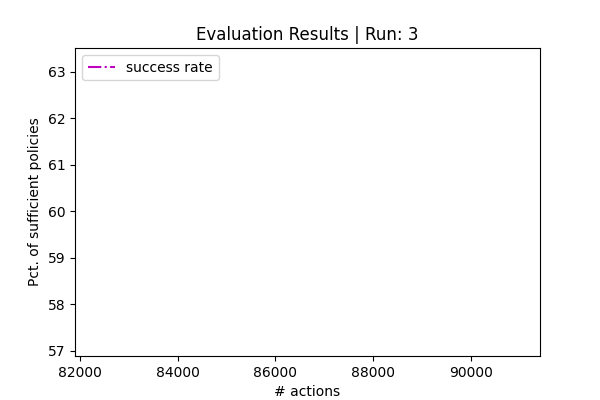 Evaluation Results | Run: 3
success rate
63
62
61
60
59
58
57
Pct. of sufficient policies
82000 84000 86000 88000 90000
# actions